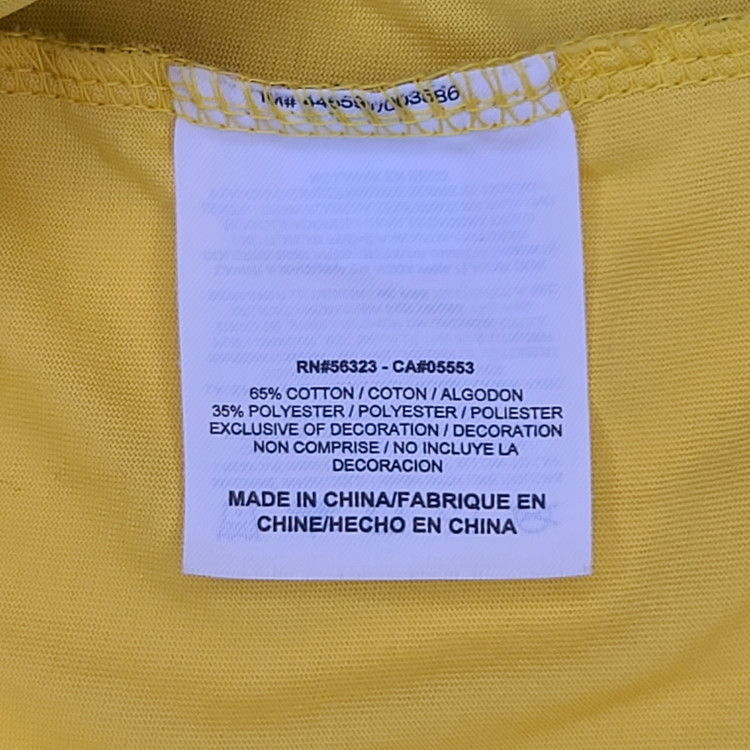 RN#56323 - CA#05553
65% COTTON / COTON / ALGODON
35% POLYESTER / POLYESTER / POLIESTER
EXCLUSIVE OF DECORATION / DECORATION
NON COMPRISE / NO INCLUYE LA
DECORACION
MADE IN CHINA/FABRIQUE EN
CHINE/HECHO EN CHINA